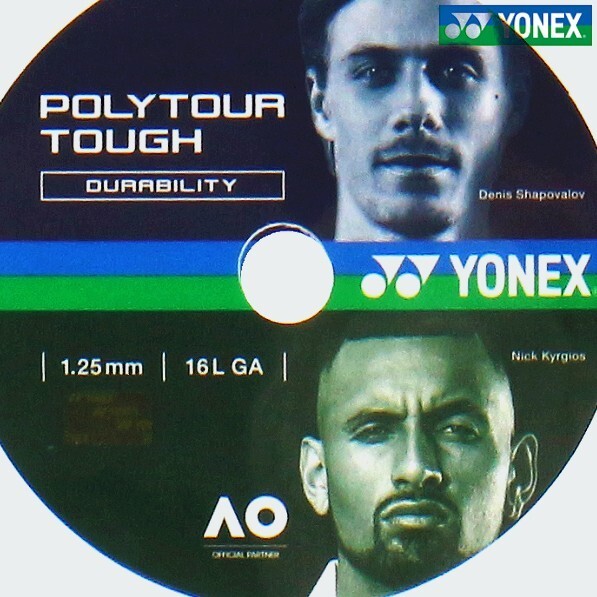 YONEX
POLYTOUR
TOUGH
DURABILITY
Denis Shapovalov
YONEX
Nick Kyrgios
1.25mm | 16L GA
AO
OFFICIAL PARTNER